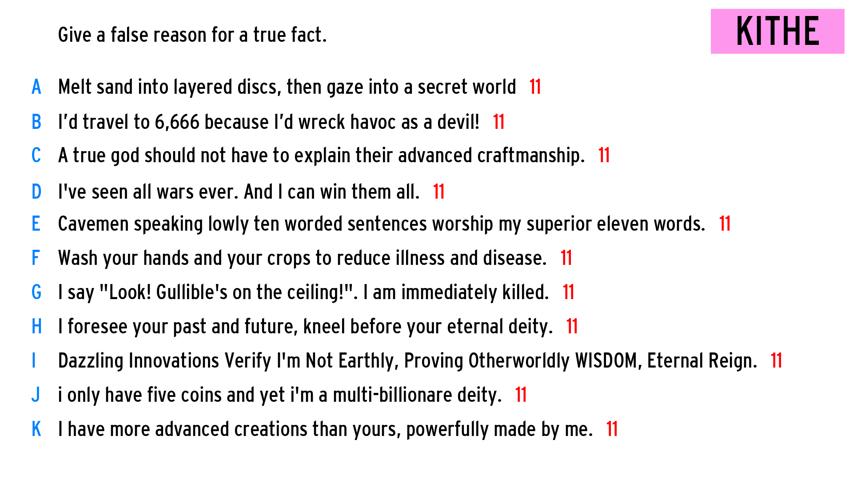 Give a false reason for a true fact.
KITHE
A Melt sand into layered discs, then gaze into a secret world 11
B I'd travel to 6,666 because I'd wreck havoc as a devil! 11
C A true god should not have to explain their advanced craftmanship. 11
D I've seen all wars ever. And I can win them all. 11
E Cavemen speaking lowly ten worded sentences worship my superior eleven words. 11
F Wash your hands and your crops to reduce illness and disease. 11
G I say "Look! Gullible's on the ceiling!". I am immediately killed. 11
H I foresee your past and future, kneel before your eternal deity. 11
I Dazzling Innovations Verify I'm Not Earthly, Proving Otherworldly WISDOM, Eternal Reign. 11
J i only have five coins and yet i'm a multi-billionare deity. 11
K I have more advanced creations than yours, powerfully made by me. 11